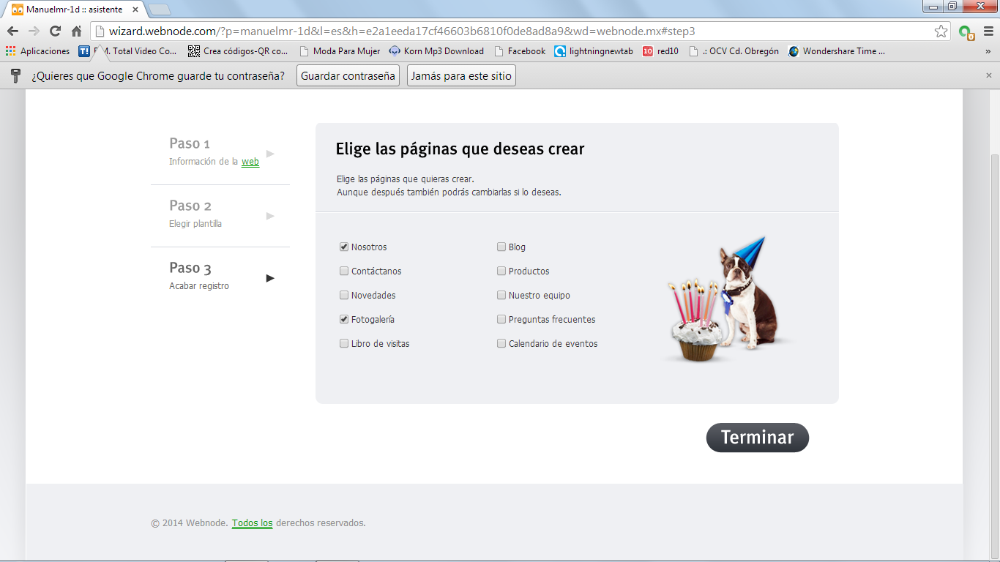 Manuelmr-1d :: asistente
wizard.webnode.com/?p=manuelmr-1d&l=es&h=e2a1eeda17cf46603b6810f0de8ad8a9&wd=webnode.mx#step3
0
Aplicaciones
T! M. Total Video Co...
Crea códigos-QR co...
Moda Para Mujer
Korn Mp3 Download
Facebook
lightningnewtab
10 red10
.: OCV Cd. Obregón
Wondershare Time ...
»
¿Quieres que Google Chrome guarde tu contraseña? Guardar contraseña Jamás para este sitio
Paso 1
Información de la web
Paso 2
Elegir plantilla
Paso 3
Acabar registro
Elige las páginas que deseas crear
Elige las páginas que quieras crear.
Aunque después también podrás cambiarlas si lo deseas.
Nosotros
Contáctanos
Novedades
Fotogalería
Libro de visitas
Blog
Productos
Nuestro equipo
Preguntas frecuentes
Calendario de eventos
Terminar
© 2014 Webnode. Todos los derechos reservados.